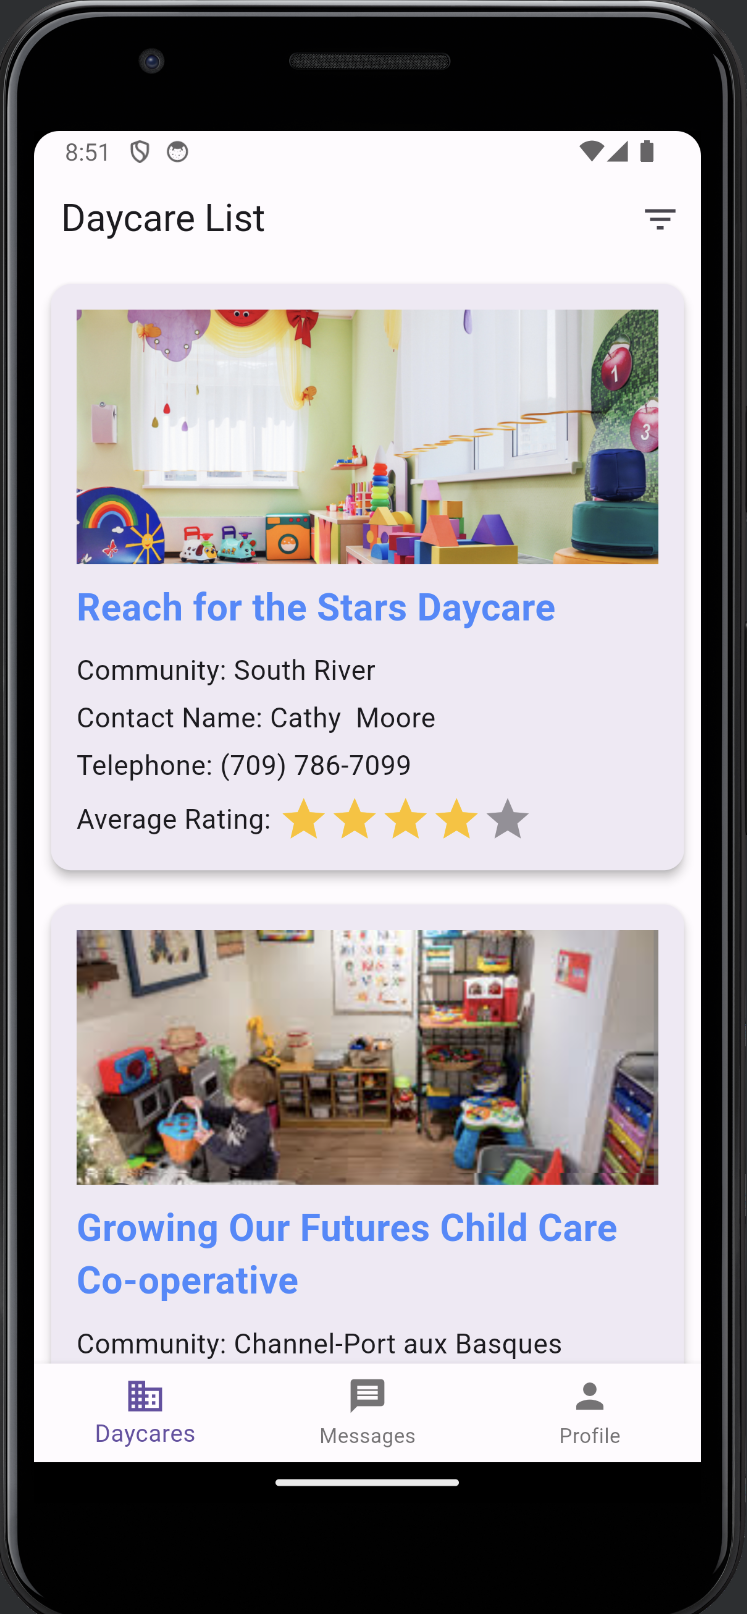 8:51
Daycare List
1
3
Reach for the Stars Daycare
Community: South River
Contact Name: Cathy  Moore
Telephone: (709) 786-7099
Average Rating:
Growing Our Futures Child Care
Co-operative
Community: Channel-Port aux Basques
Daycares
Messages
Profile